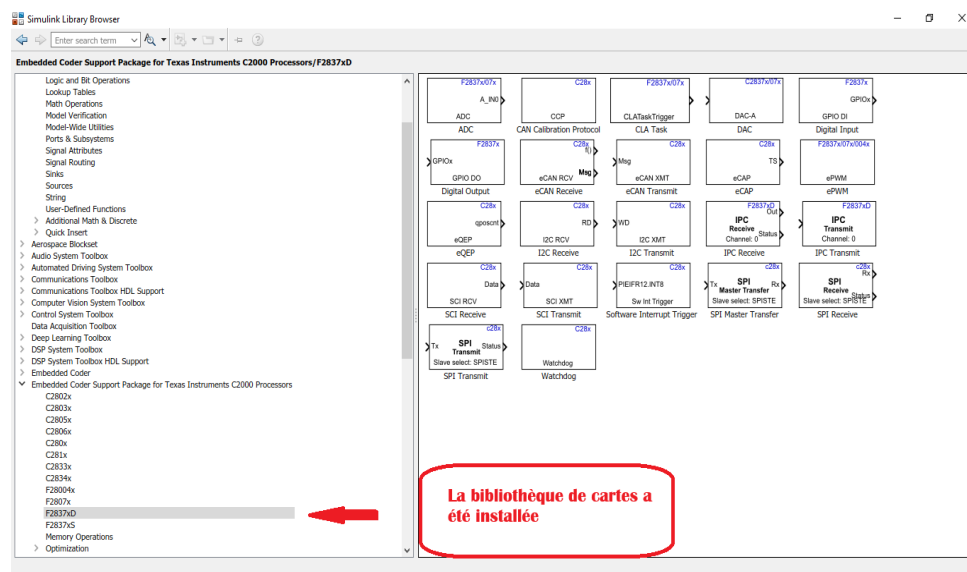 Simulink Library Browser
Enter search term
Embedded Coder Support Package for Texas Instruments C2000 Processors/F2837xD
Logic and Bit Operations
Lookup Tables
Math Operations
Model Verification
Model-Wide Utilities
Ports & Subsystems
Signal Attributes
Signal Routing
Sinks
Sources
String
User-Defined Functions
Additional Math & Discrete
Quick Insert
Aerospace Blockset
Audio System Toolbox
Automated Driving System Toolbox
Communications Toolbox
Communications Toolbox HDL Support
Computer Vision System Toolbox
Control System Toolbox
Data Acquisition Toolbox
Deep Learning Toolbox
DSP System Toolbox
DSP System Toolbox HDL Support
Embedded Coder
Embedded Coder Support Package for Texas Instruments C2000 Processors
C2802x
C2803x
C2805x
C2806x
C280x
C281x
C2833x
C2834x
F28004x
F2807x
F2837xD
F2837xS
Memory Operations
Optimization
F2837x/07x
A_IN0
ADC
ADC
C28x
CCP
CAN Calibration Protocol
F2837x/07x
CLATaskTrigger
CLA Task
C2837x/07x
DAC-A
DAC
F2837x
GPIOx
GPIO DI
Digital Input
F2837x
GPIOx
GPIO DO
Digital Output
C28x
f()
Msg
eCAN RCV
eCAN Receive
C28x
Msg
eCAN XMT
eCAN Transmit
C28x
TS
eCAP
eCAP
F2837x/07x/004x
ePWM
ePWM
C28x
qposcnt
eQEP
eQEP
C28x
RD
I2C RCV
I2C Receive
C28x
WD
I2C XMT
I2C Transmit
F2837xD
Out
IPC
Receive
Status
Channel: 0
IPC Receive
F2837xD
IPC
Transmit
Channel: 0
IPC Transmit
C28x
Data
SCI RCV
SCI Receive
C28x
Data
SCI XMT
SCI Transmit
C28x
PIEIFR12.INT8
Sw Int Trigger
Software Interrupt Trigger
c28x
SPI
Tx Master Transfer Rx
Slave select: SPISTE
SPI Master Transfer
c28x
Rx
SPI
Receive
Status
Slave select: SPISTE
SPI Receive
c28x
Tx SPI Status
Transmit
Slave select: SPISTE
SPI Transmit
C28x
Watchdog
Watchdog
La bibliothèque de cartes a
été installée